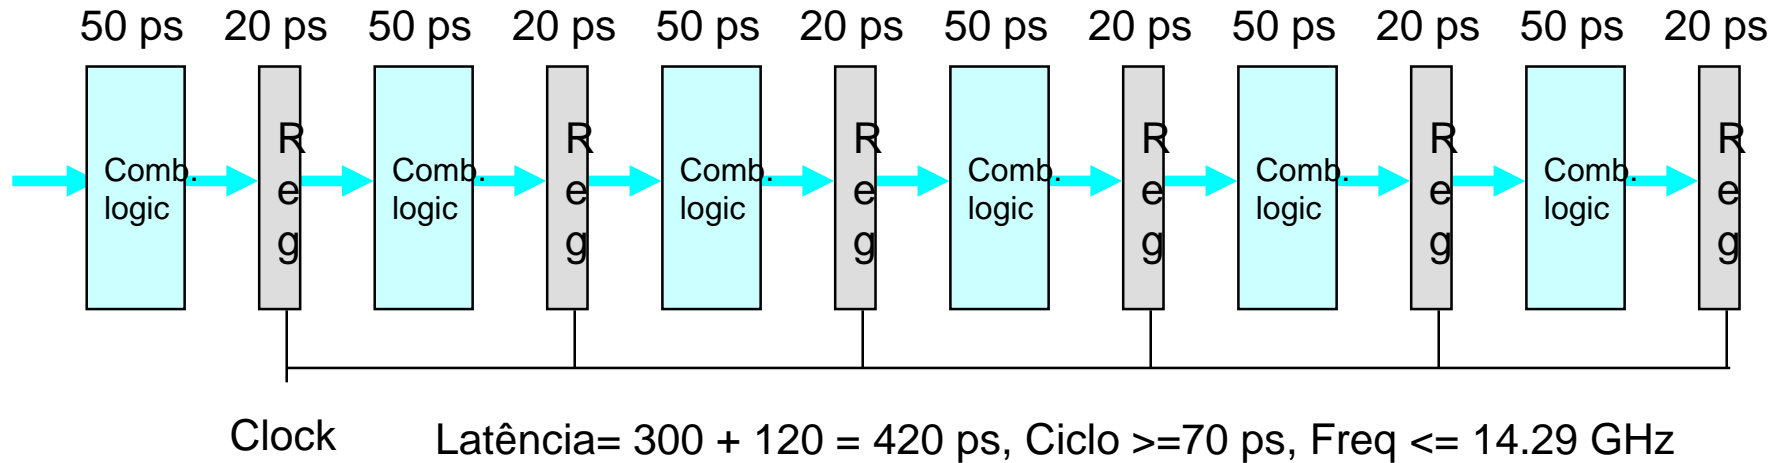 50 ps 20 ps 50 ps 20 ps 50 ps 20 ps 50 ps 20 ps 50 ps 20 ps 50 ps 20 ps
Comb.
logic
R
e
g
Comb.
logic
R
e
g
Comb.
logic
R
e
g
Comb.
logic
R
e
g
Comb.
logic
R
e
g
Comb.
logic
R
e
g
Clock Latência= 300 + 120 = 420 ps, Ciclo >=70 ps, Freq <= 14.29 GHz